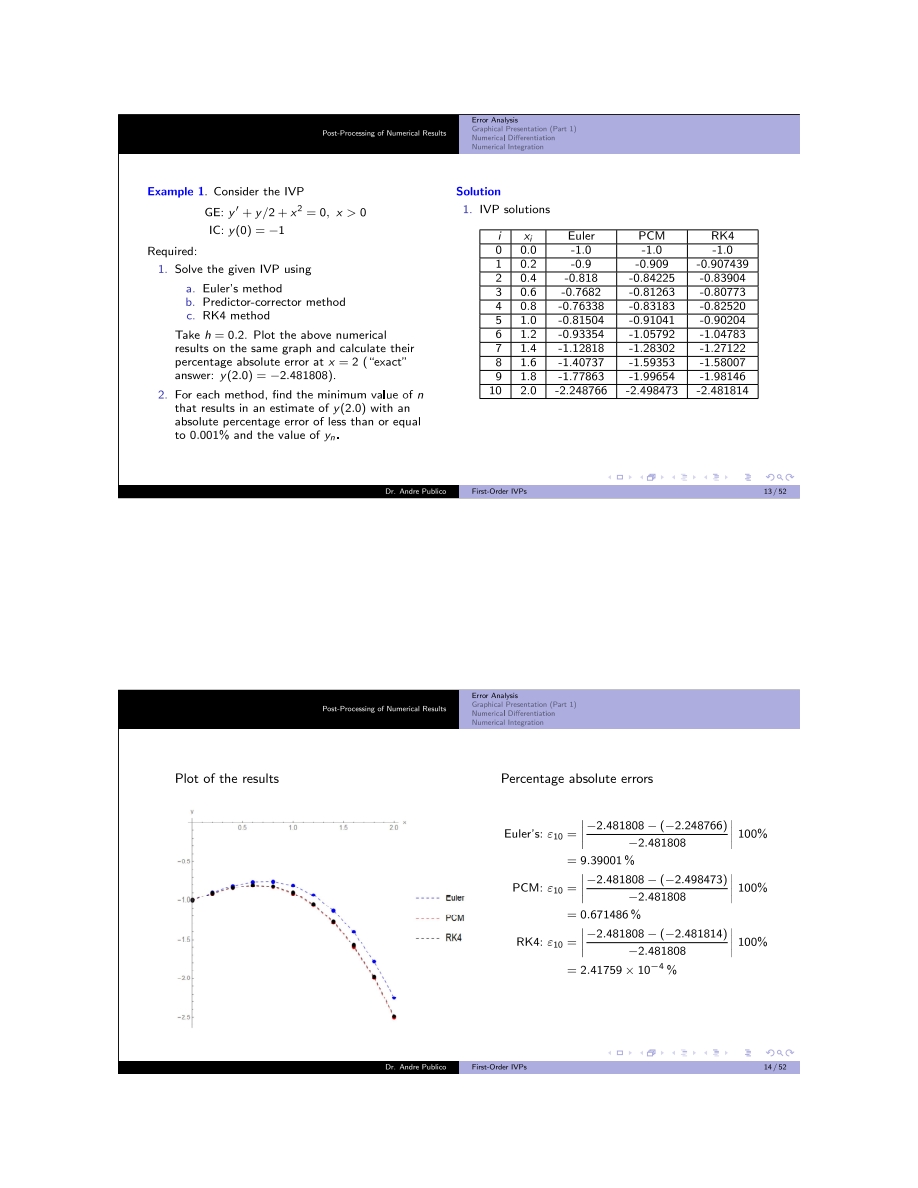 Post-Processing of Numerical Results
Error Analysis
Graphical Presentation (Part 1)
Numerical Differentiation
Numerical Integration
Example 1. Consider the IVP
GE: y′ + y/2 + x² = 0, x > 0
IC: y(0) = −1
Required:
1. Solve the given IVP using
a. Euler's method
b. Predictor-corrector method
c. RK4 method
Take h = 0.2. Plot the above numerical
results on the same graph and calculate their
percentage absolute error at x = 2 ("exact"
answer: y(2.0) = −2.481808).
2. For each method, find the minimum value of n
that results in an estimate of y(2.0) with an
absolute percentage error of less than or equal
to 0.001% and the value of yₙ.
Solution
1. IVP solutions
i xᵢ Euler PCM RK4
0 0.0 -1.0 -1.0 -1.0
1 0.2 -0.9 -0.909 -0.907439
2 0.4 -0.818 -0.84225 -0.83904
3 0.6 -0.7682 -0.81263 -0.80773
4 0.8 -0.76338 -0.83183 -0.82520
5 1.0 -0.81504 -0.91041 -0.90204
6 1.2 -0.93354 -1.05792 -1.04783
7 1.4 -1.12818 -1.28302 -1.27122
8 1.6 -1.40737 -1.59353 -1.58007
9 1.8 -1.77863 -1.99654 -1.98146
10 2.0 -2.248766 -2.498473 -2.481814
Dr. Andre Publico
First-Order IVPs
13 / 52
Post-Processing of Numerical Results
Error Analysis
Graphical Presentation (Part 1)
Numerical Differentiation
Numerical Integration
Plot of the results
y
0.5 1.0 1.5 2.0 x
−0.5
−1.0
−1.5
−2.0
−2.5
Euler
PCM
RK4
Percentage absolute errors
Euler's: ε₁₀ = | −2.481808 − (−2.248766) / −2.481808 | 100%
= 9.39001 %
PCM: ε₁₀ = | −2.481808 − (−2.498473) / −2.481808 | 100%
= 0.671486 %
RK4: ε₁₀ = | −2.481808 − (−2.481814) / −2.481808 | 100%
= 2.41759 × 10⁻⁴ %
Dr. Andre Publico
First-Order IVPs
14 / 52